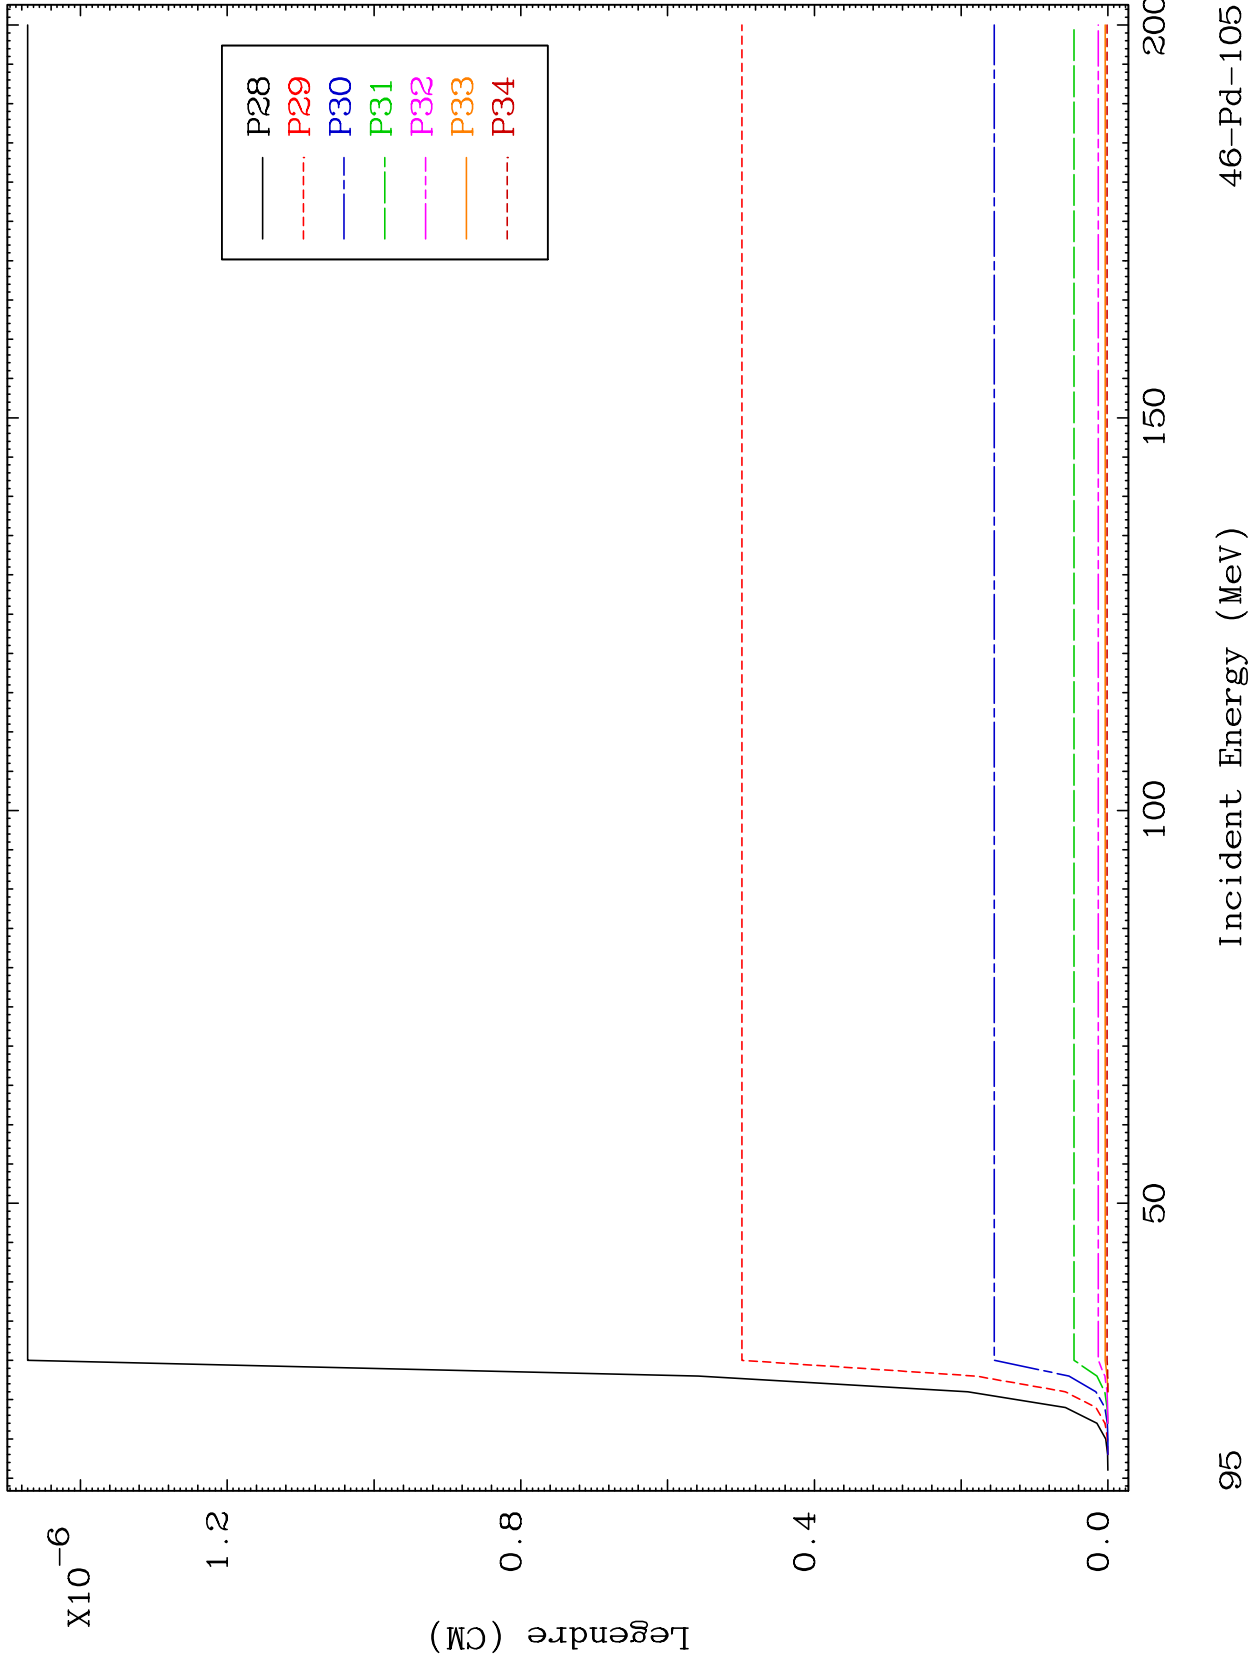 X10-6
1.2
0.8
0.4
0.0
Legendre (CM)
P28
P29
P30
P31
P32
P33
P34
50
100
150
200
Incident Energy (MeV)
95
46-Pd-105